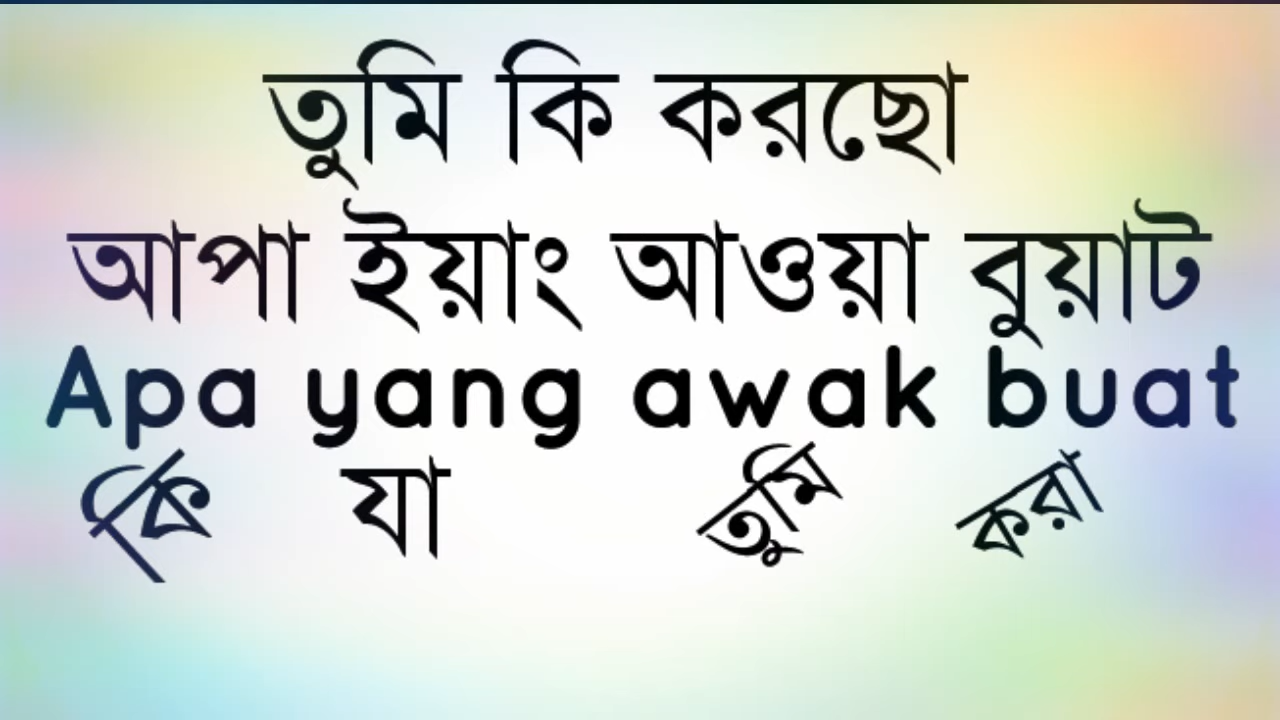 তুমি কি করছো
আপা ইয়াং আওয়া বুয়াট
Apa yang awak buat
কি যা তুমি করা